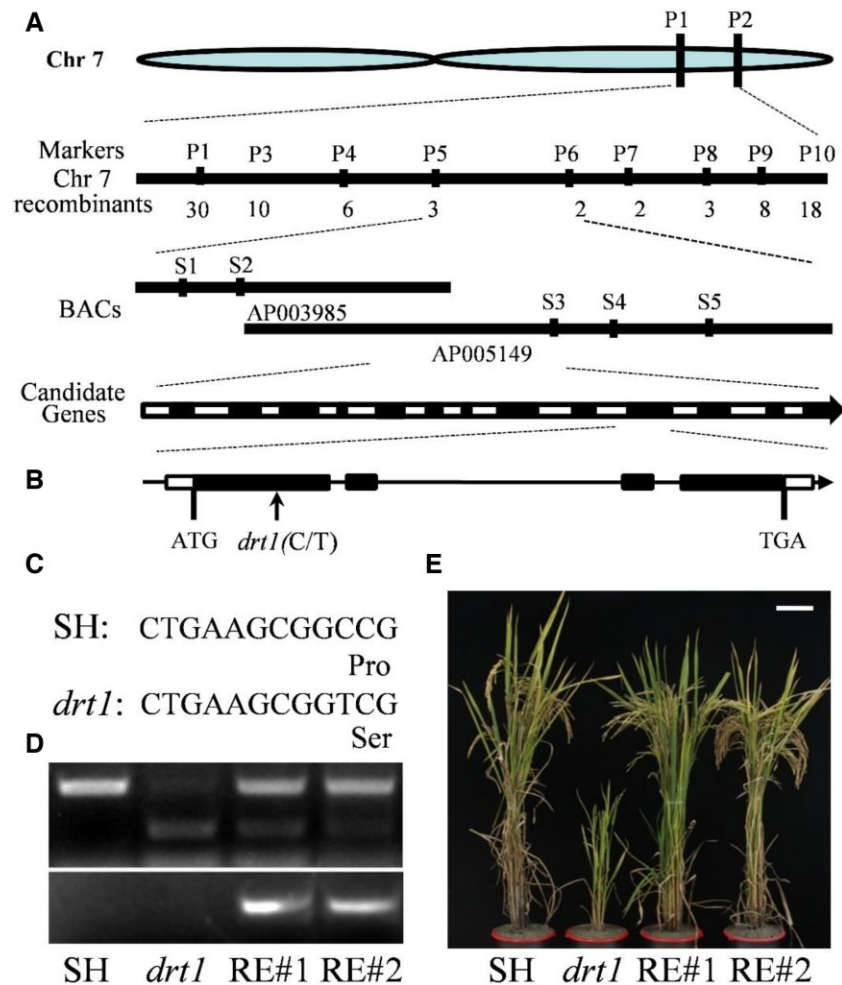 A
P1 P2
Chr 7
Markers P1 P3 P4 P5 P6 P7 P8 P9 P10
Chr 7
recombinants 30 10 6 3 2 2 3 8 18
S1 S2
BACs AP003985 S3 S4 S5
AP005149
Candidate
Genes
B
ATG drt1(C/T) TGA
C
SH: CTGAAGCGGCCG
Pro
drt1: CTGAAGCGGTCG
Ser
D
SH drt1 RE#1 RE#2
E
SH drt1 RE#1 RE#2